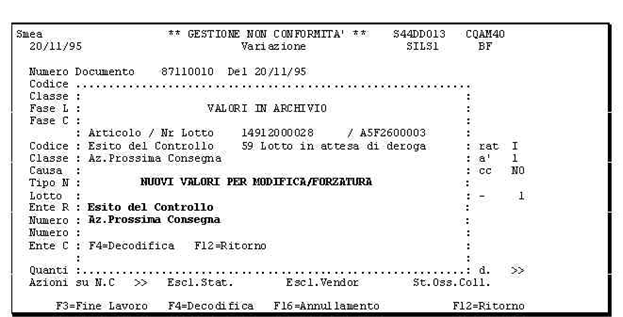 Smea ** GESTIONE NON CONFORMITA' ** S44DD013 CQAM40
20/11/95 Variazione SILS1 BF
Numero Documento 87110010 Del 20/11/95
Codice ..................................................................
Classe : :
Fase L : VALORI IN ARCHIVIO :
Fase C : :
: Articolo / Nr Lotto 14912000028 / A5F2600003 :
Codice : Esito del Controllo 59 Lotto in attesa di deroga : rat I
Classe : Az.Prossima Consegna : a' 1
Causa : : cc NO
Tipo N : NUOVI VALORI PER MODIFICA/FORZATURA :
Lotto : : - 1
Ente R : Esito del Controllo :
Numero : Az.Prossima Consegna :
Numero : :
Ente C : F4=Decodifica F12=Ritorno :
: :
Quanti :................................................................: d. >>
Azioni su N.C >> Escl.Stat. Escl.Vendor St.Oss.Coll.
F3=Fine Lavoro F4=Decodifica F16=Annullamento F12=Ritorno